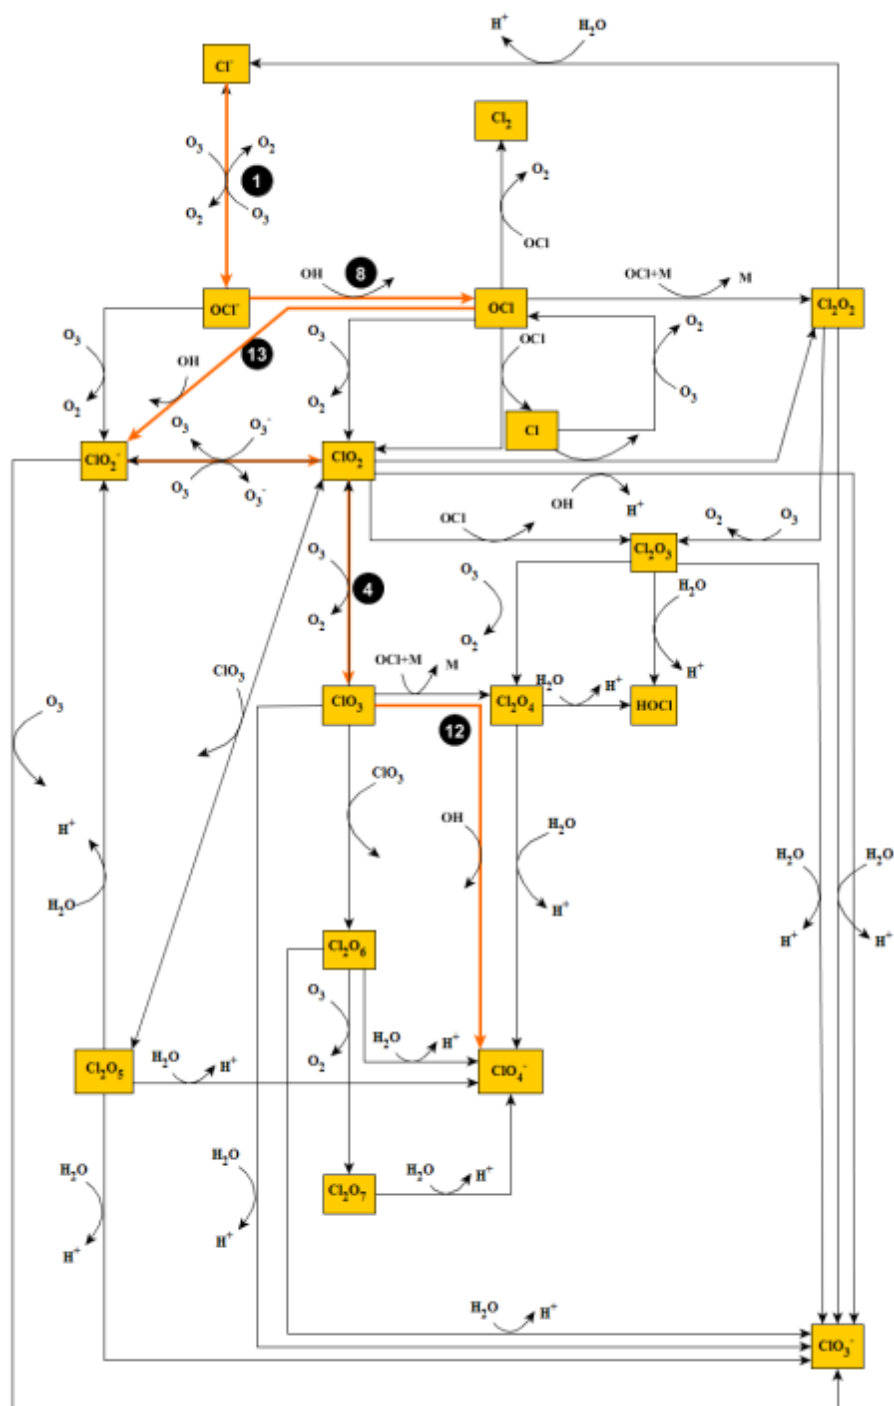 H⁺ H₂O
Cl⁻
Cl₂
O₃ O₂
1
O₂ O₃
O₂
OCl
OH 8
OCl+M M
OCl⁻
OCl
Cl₂O₂
13
O₃
OH
O₂
O₃
O₂
OCl
O₂
O₃
Cl
ClO₂⁻
O₃ O₃⁻
O₃ O₃⁻
ClO₂
OH
H⁺
OCl
Cl₂O₃
O₂ O₃
O₃
4
O₂
O₃
O₂
H₂O
H⁺
ClO₃
OCl+M M
ClO₃
Cl₂O₄
H₂O H⁺
HOCl
12
O₃
ClO₃
OH
H₂O
H⁺
H₂O
H⁺
H₂O
H⁺
H⁺
H₂O
Cl₂O₆
O₃
O₂
H₂O H⁺
Cl₂O₅
H₂O H⁺
ClO₄⁻
H₂O
H⁺
H₂O
H⁺
Cl₂O₇
H₂O H⁺
H₂O H⁺
ClO₃⁻